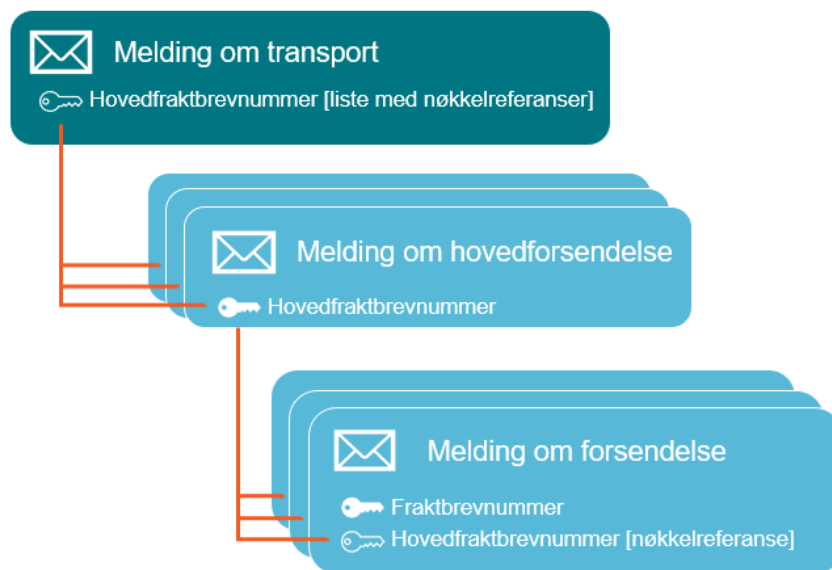 Melding om transport
Hovedfraktbrevnummer [liste med nøkkelreferanser]
Melding om hovedforsendelse
Hovedfraktbrevnummer
Melding om forsendelse
Fraktbrevnummer
Hovedfraktbrevnummer [nøkkelreferanse]